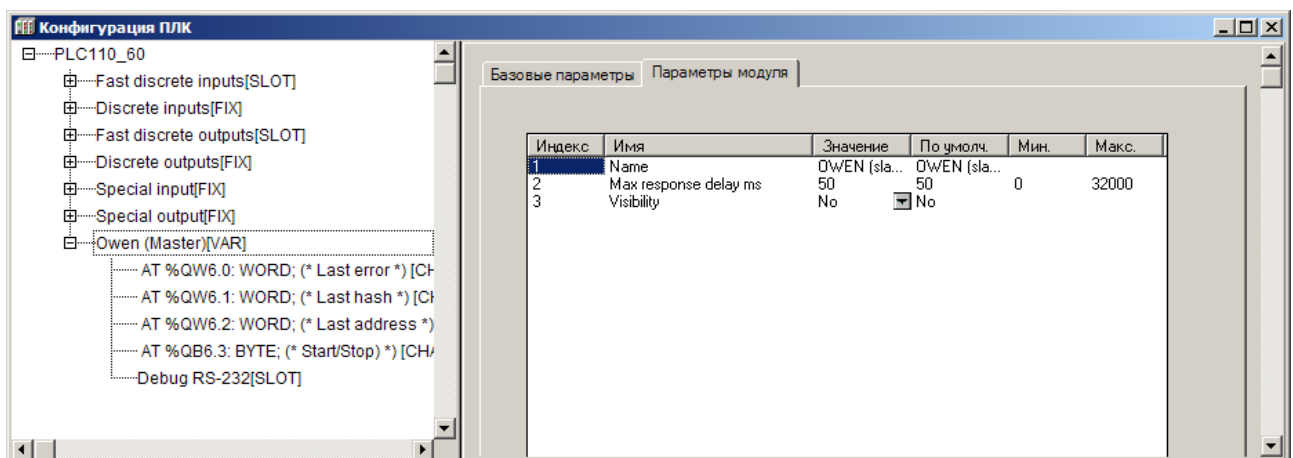 Конфигурация ПЛК
PLC110_60
Fast discrete inputs[SLOT]
Discrete inputs[FIX]
Fast discrete outputs[SLOT]
Discrete outputs[FIX]
Special input[FIX]
Special output[FIX]
Owen (Master)[VAR]
AT %QW6.0: WORD; (* Last error *) [CH
AT %QW6.1: WORD; (* Last hash *) [CH
AT %QW6.2: WORD; (* Last address *)
AT %QB6.3: BYTE; (* Start/Stop) *) [CHA
Debug RS-232[SLOT]
Базовые параметры Параметры модуля
Индекс Имя Значение По умолч. Мин. Макс.
1 Name OWEN (sla... OWEN (sla...
2 Max response delay ms 50 50 0 32000
3 Visibility No No